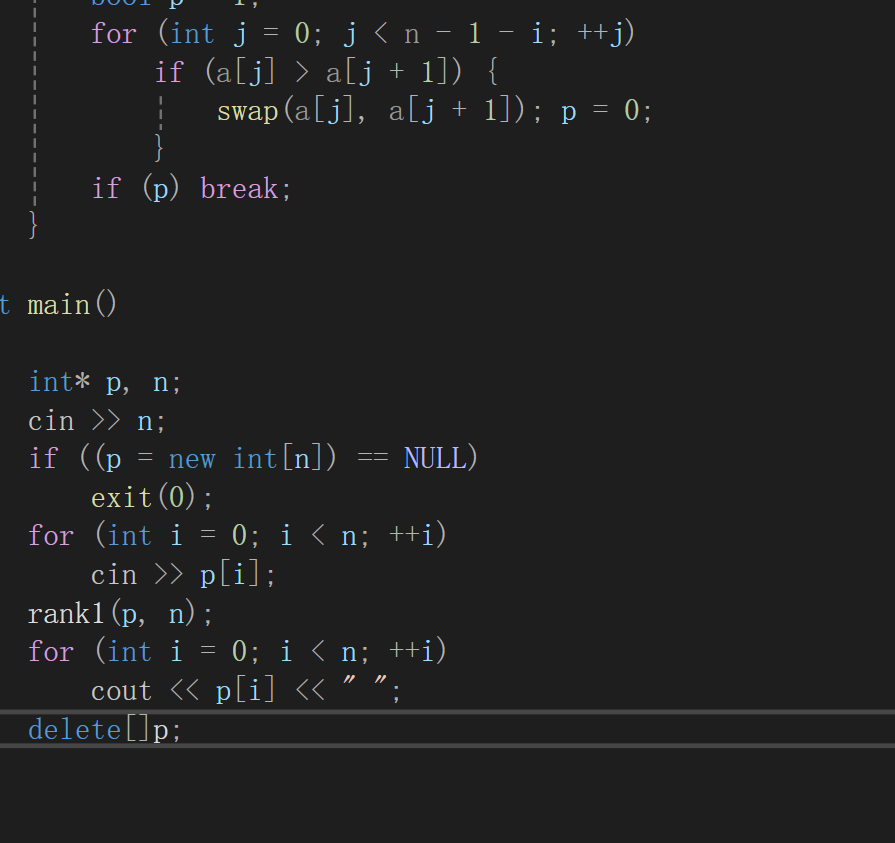 for (int j = 0; j < n - 1 - i; ++j)
if (a[j] > a[j + 1]) {
swap(a[j], a[j + 1]); p = 0;
}
if (p) break;
}
t main()
int* p, n;
cin >> n;
if ((p = new int[n]) == NULL)
exit(0);
for (int i = 0; i < n; ++i)
cin >> p[i];
rank1(p, n);
for (int i = 0; i < n; ++i)
cout << p[i] << " ";
delete[]p;